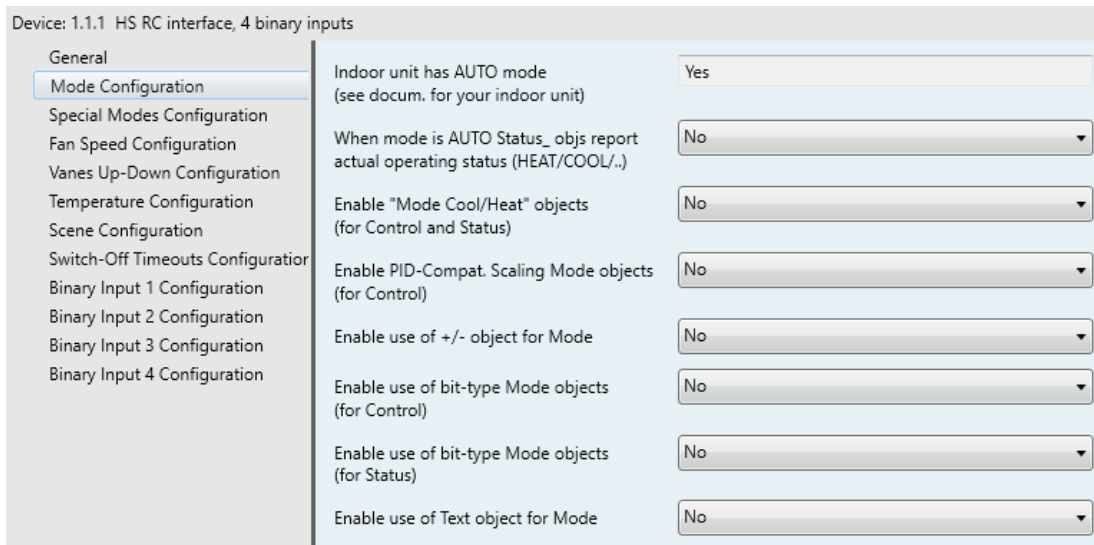 Device: 1.1.1 HS RC interface, 4 binary inputs
General
Mode Configuration
Special Modes Configuration
Fan Speed Configuration
Vanes Up-Down Configuration
Temperature Configuration
Scene Configuration
Switch-Off Timeouts Configuration
Binary Input 1 Configuration
Binary Input 2 Configuration
Binary Input 3 Configuration
Binary Input 4 Configuration
Indoor unit has AUTO mode
(see docum. for your indoor unit)
Yes
When mode is AUTO Status_ objs report
actual operating status (HEAT/COOL/..)
No
Enable "Mode Cool/Heat" objects
(for Control and Status)
No
Enable PID-Compat. Scaling Mode objects
(for Control)
No
Enable use of +/- object for Mode
No
Enable use of bit-type Mode objects
(for Control)
No
Enable use of bit-type Mode objects
(for Status)
No
Enable use of Text object for Mode
No